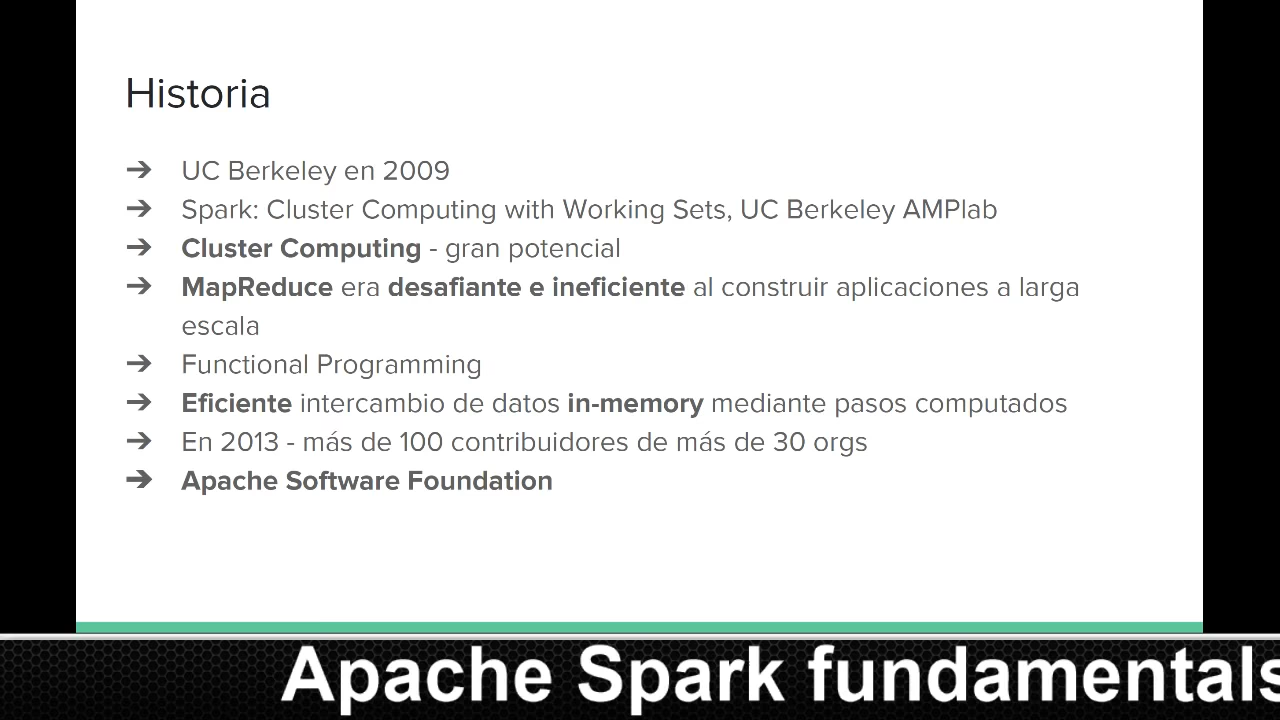 Historia
➔ UC Berkeley en 2009
➔ Spark: Cluster Computing with Working Sets, UC Berkeley AMPlab
➔ Cluster Computing - gran potencial
➔ MapReduce era desafiante e ineficiente al construir aplicaciones a larga
escala
➔ Functional Programming
➔ Eficiente intercambio de datos in-memory mediante pasos computados
➔ En 2013 - más de 100 contribuidores de más de 30 orgs
➔ Apache Software Foundation
Apache Spark fundamentals